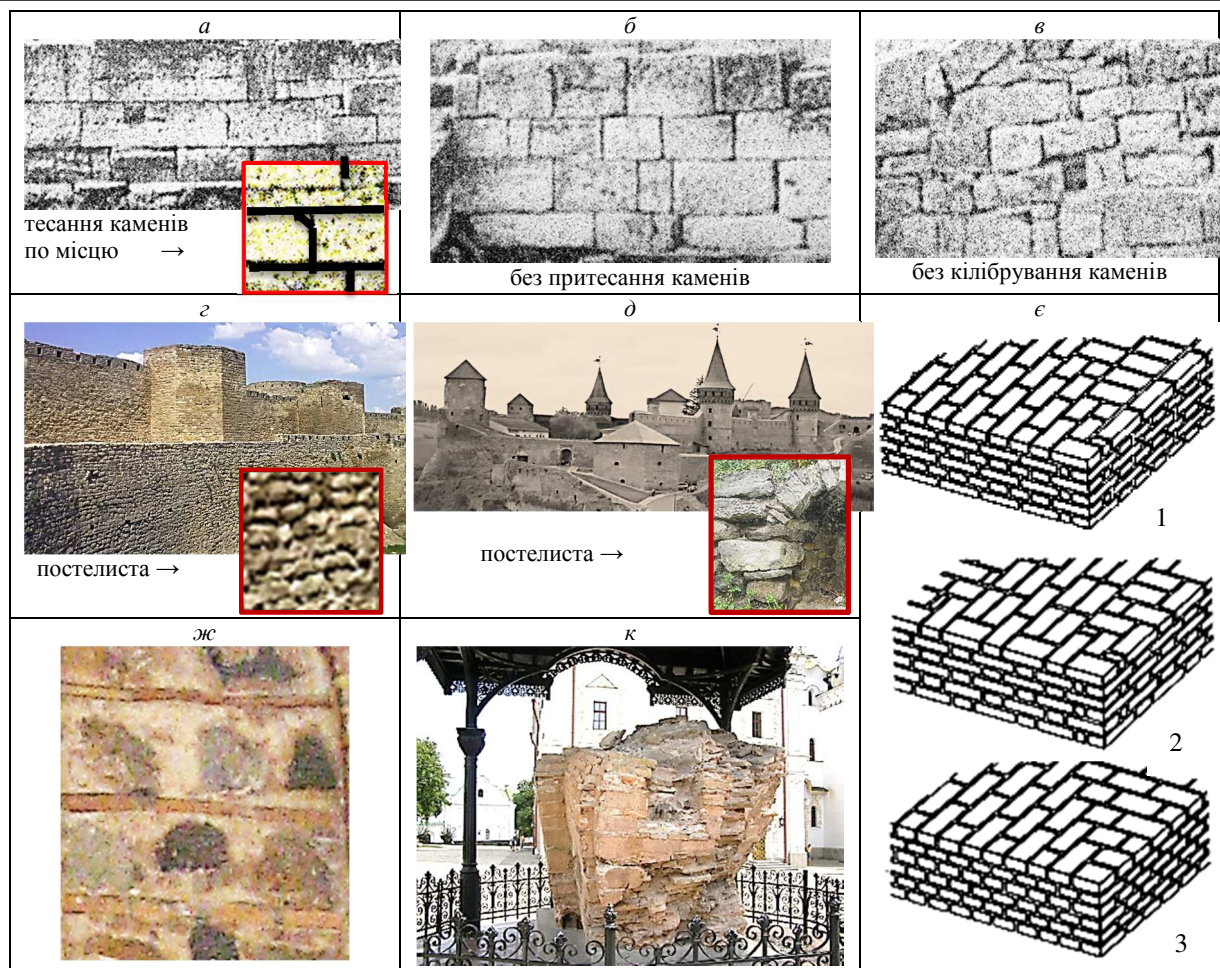 а
б
в
тесання каменів
по місцю →
без притесання каменів
без кілібрування каменів
г
д
є
постелиста →
постелиста →
1
2
3
ж
к